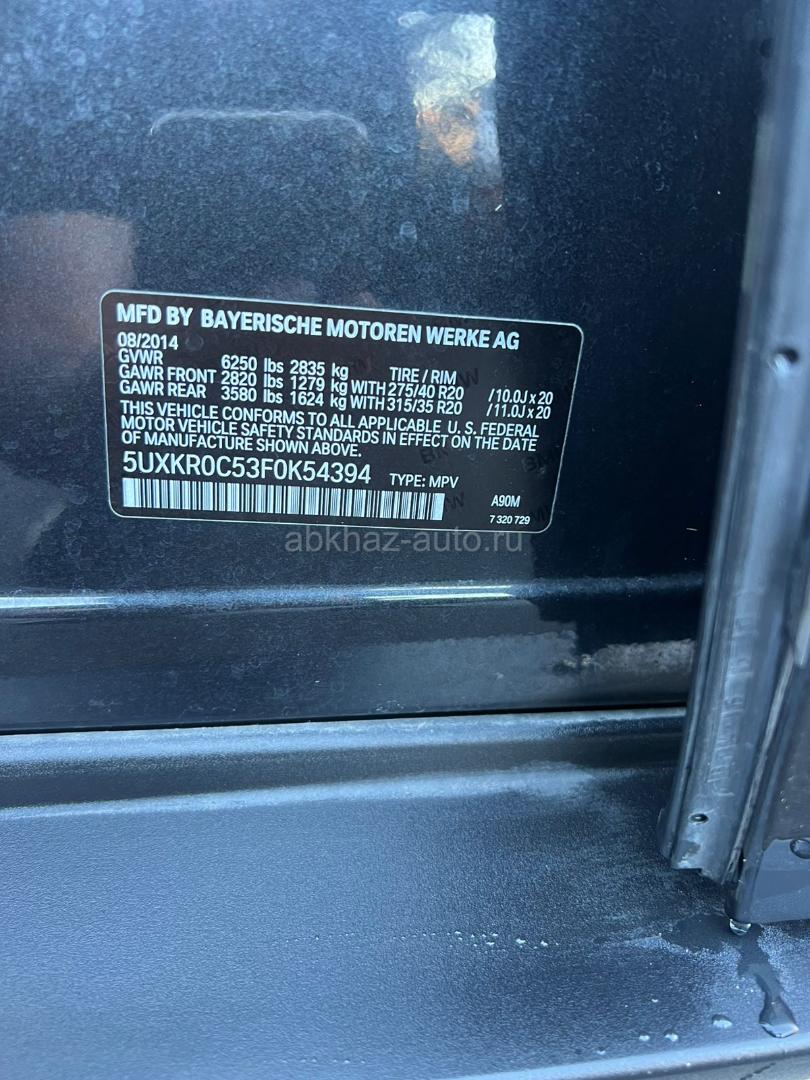 MFD BY BAYERISCHE MOTOREN WERKE AG
08/2014
GVWR 6250 lbs 2835 kg TIRE / RIM
GAWR FRONT 2820 lbs 1279 kg WITH 275/40 R20 /10.0J x 20
GAWR REAR 3580 lbs 1624 kg WITH 315/35 R20 /11.0J x 20
THIS VEHICLE CONFORMS TO ALL APPLICABLE U. S. FEDERAL
MOTOR VEHICLE SAFETY STANDARDS IN EFFECT ON THE DATE
OF MANUFACTURE SHOWN ABOVE.
5UXKR0C53F0K54394 TYPE: MPV
A90M
7 320 729
abkhaz-auto.ru